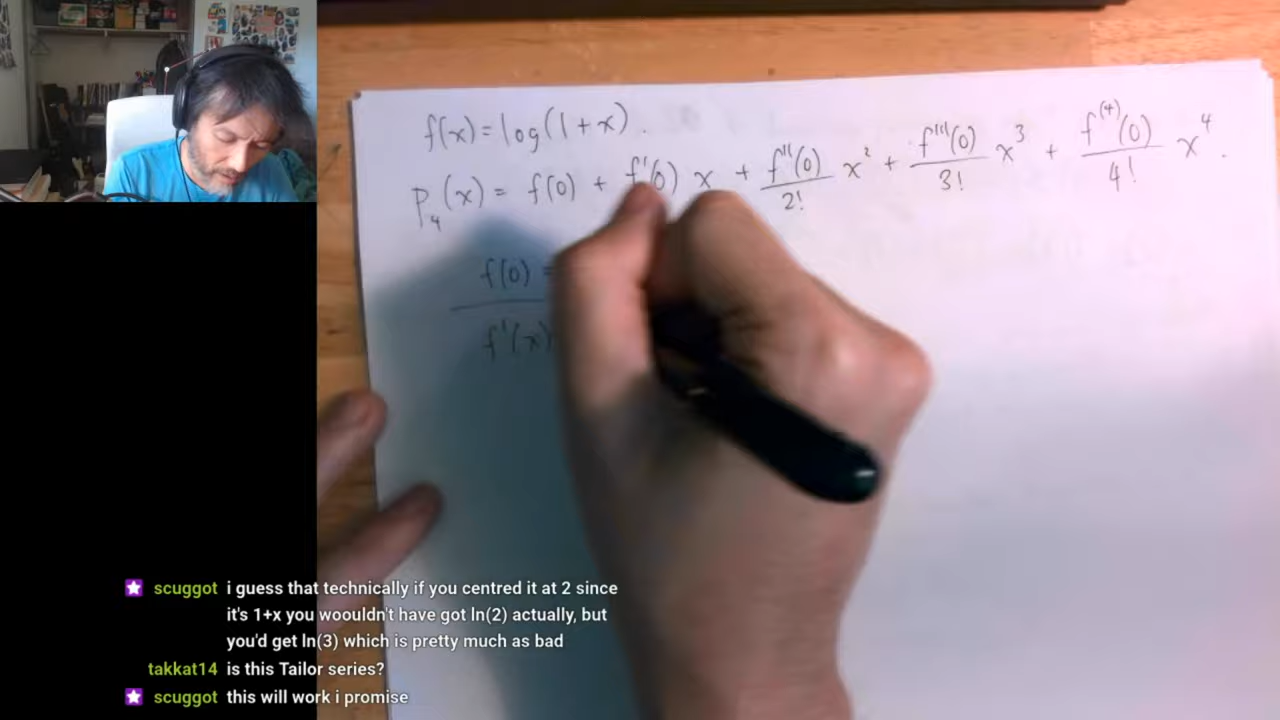 f(x) = log(1+x).
P₄(x) = f(0) + f'(0) x + f''(0)/2! x² + f'''(0)/3! x³ + f⁽⁴⁾(0)/4! x⁴.
f(0) =
f'(x)
scuggot i guess that technically if you centred it at 2 since
it's 1+x you woouldn't have got ln(2) actually, but
you'd get ln(3) which is pretty much as bad
takkat14 is this Tailor series?
scuggot this will work i promise